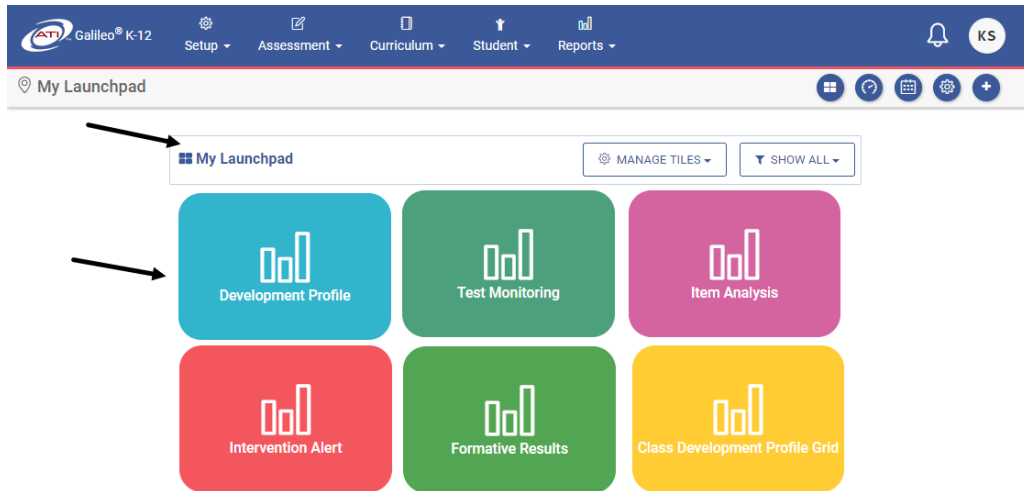 ATI Galileo® K-12
Setup
Assessment
Curriculum
Student
Reports
KS
My Launchpad
My Launchpad
MANAGE TILES
SHOW ALL
Development Profile
Test Monitoring
Item Analysis
Intervention Alert
Formative Results
Class Development Profile Grid